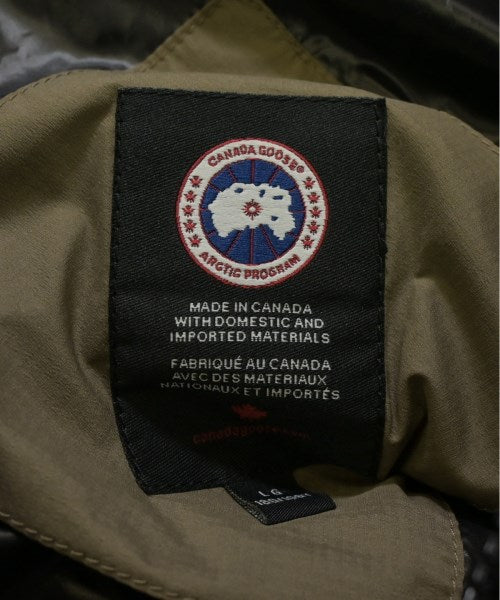 CANADA GOOSE®
ARCTIC PROGRAM
MADE IN CANADA
WITH DOMESTIC AND
IMPORTED MATERIALS
FABRIQUÉ AU CANADA
AVEC DES MATERIAUX
NATIONAUX ET IMPORTÉS
canadagoose.com
LG